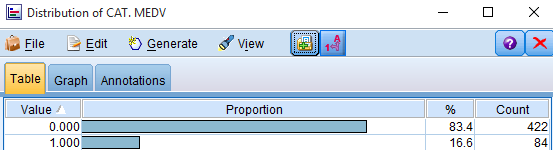 Distribution of CAT. MEDV
File Edit Generate View
Table Graph Annotations
Value Proportion % Count
0.000 83.4 422
1.000 16.6 84